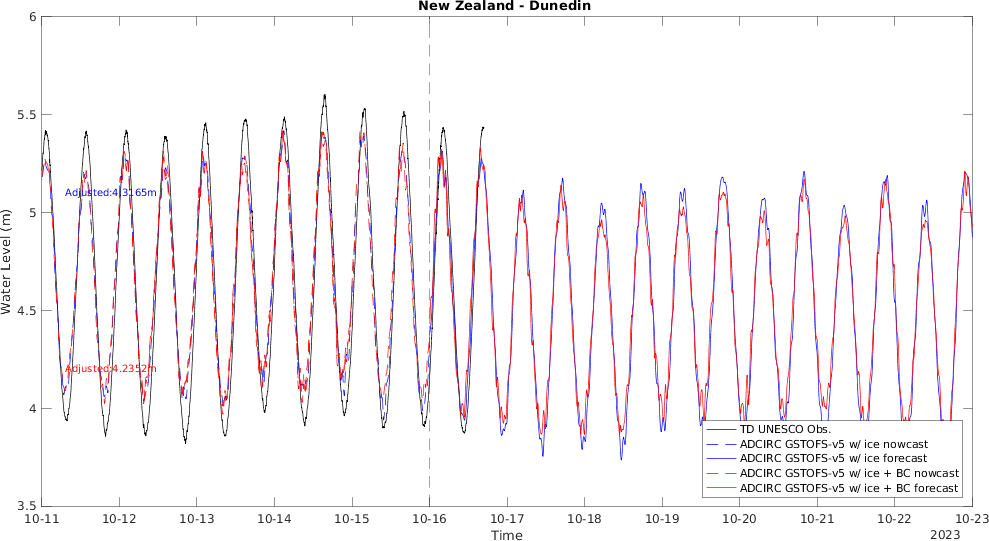 New Zealand - Dunedin
Water Level (m)
6
5.5
5
4.5
4
3.5
Adjusted:4.3165m
Adjusted:4.2352m
TD UNESCO Obs.
ADCIRC GSTOFS-v5 w/ ice nowcast
ADCIRC GSTOFS-v5 w/ ice forecast
ADCIRC GSTOFS-v5 w/ ice + BC nowcast
ADCIRC GSTOFS-v5 w/ ice + BC forecast
10-11 10-12 10-13 10-14 10-15 10-16 10-17 10-18 10-19 10-20 10-21 10-22 10-23
Time
2023